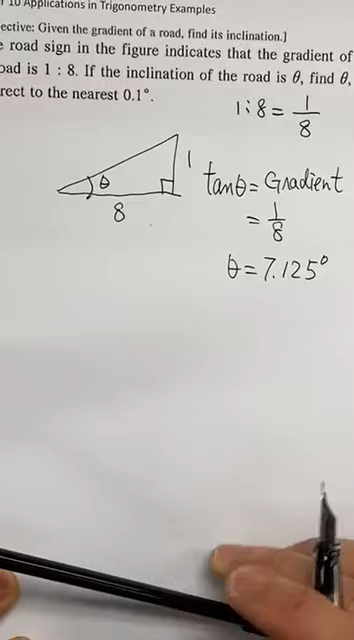 10 Applications in Trigonometry Examples
ective: Given the gradient of a road, find its inclination.]
e road sign in the figure indicates that the gradient of
oad is 1 : 8. If the inclination of the road is θ, find θ,
rect to the nearest 0.1°.
1:8 = 1/8
θ
1
8
tanθ = Gradient
= 1/8
θ = 7.125°